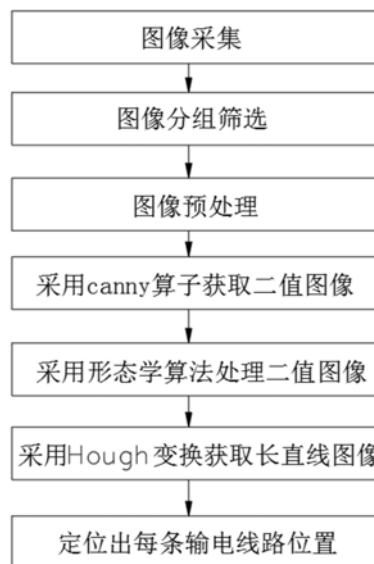 图像采集
图像分组筛选
图像预处理
采用canny算子获取二值图像
采用形态学算法处理二值图像
采用Hough变换获取长直线图像
定位出每条输电线路位置